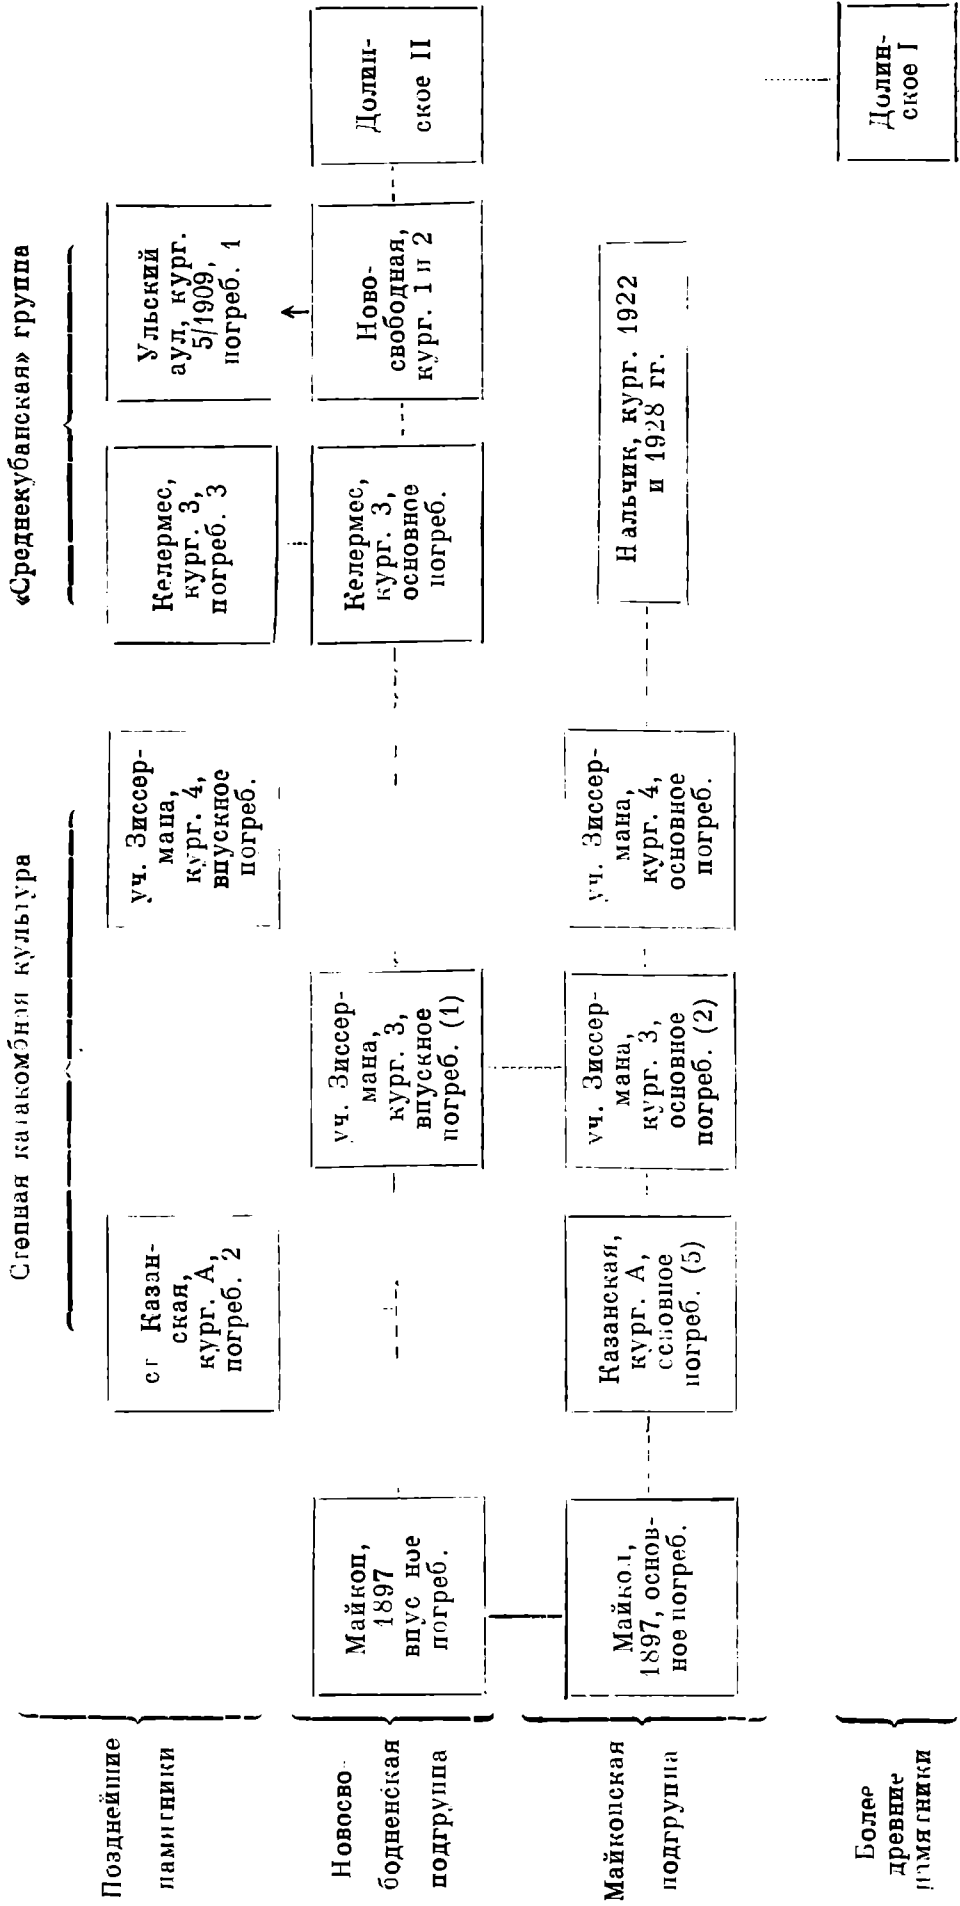 Степная катакомбная культура
«Среднекубанская» группа
Позднейшие
памятники
ст Казан-
ская,
кург. А,
погреб. 2
уч. Зиссер-
мана,
кург. 4,
впускное
погреб.
Келермес,
кург. 3,
погреб. 3
Ульский
аул, кург.
5/1909,
погреб. 1
Новосво-
бодненская
подгруппа
Майкоп,
1897
впус ное
погреб.
уч. Зиссер-
мана,
кург. 3,
впускное
погреб. (1)
Келермес,
кург. 3,
основное
погреб.
Ново-
свободная,
кург. 1 и 2
Долин-
ское II
Майкопская
подгруппа
Майкоп,
1897, основ-
ное погреб.
Казанская,
кург. А,
основное
погреб. (5)
уч. Зиссер-
мана,
кург. 3,
основное
погреб. (2)
уч. Зиссер-
мана,
кург. 4,
основное
погреб.
Нальчик, кург. 1922
и 1928 гг.
Более
древние
памятники
Долин-
ское I